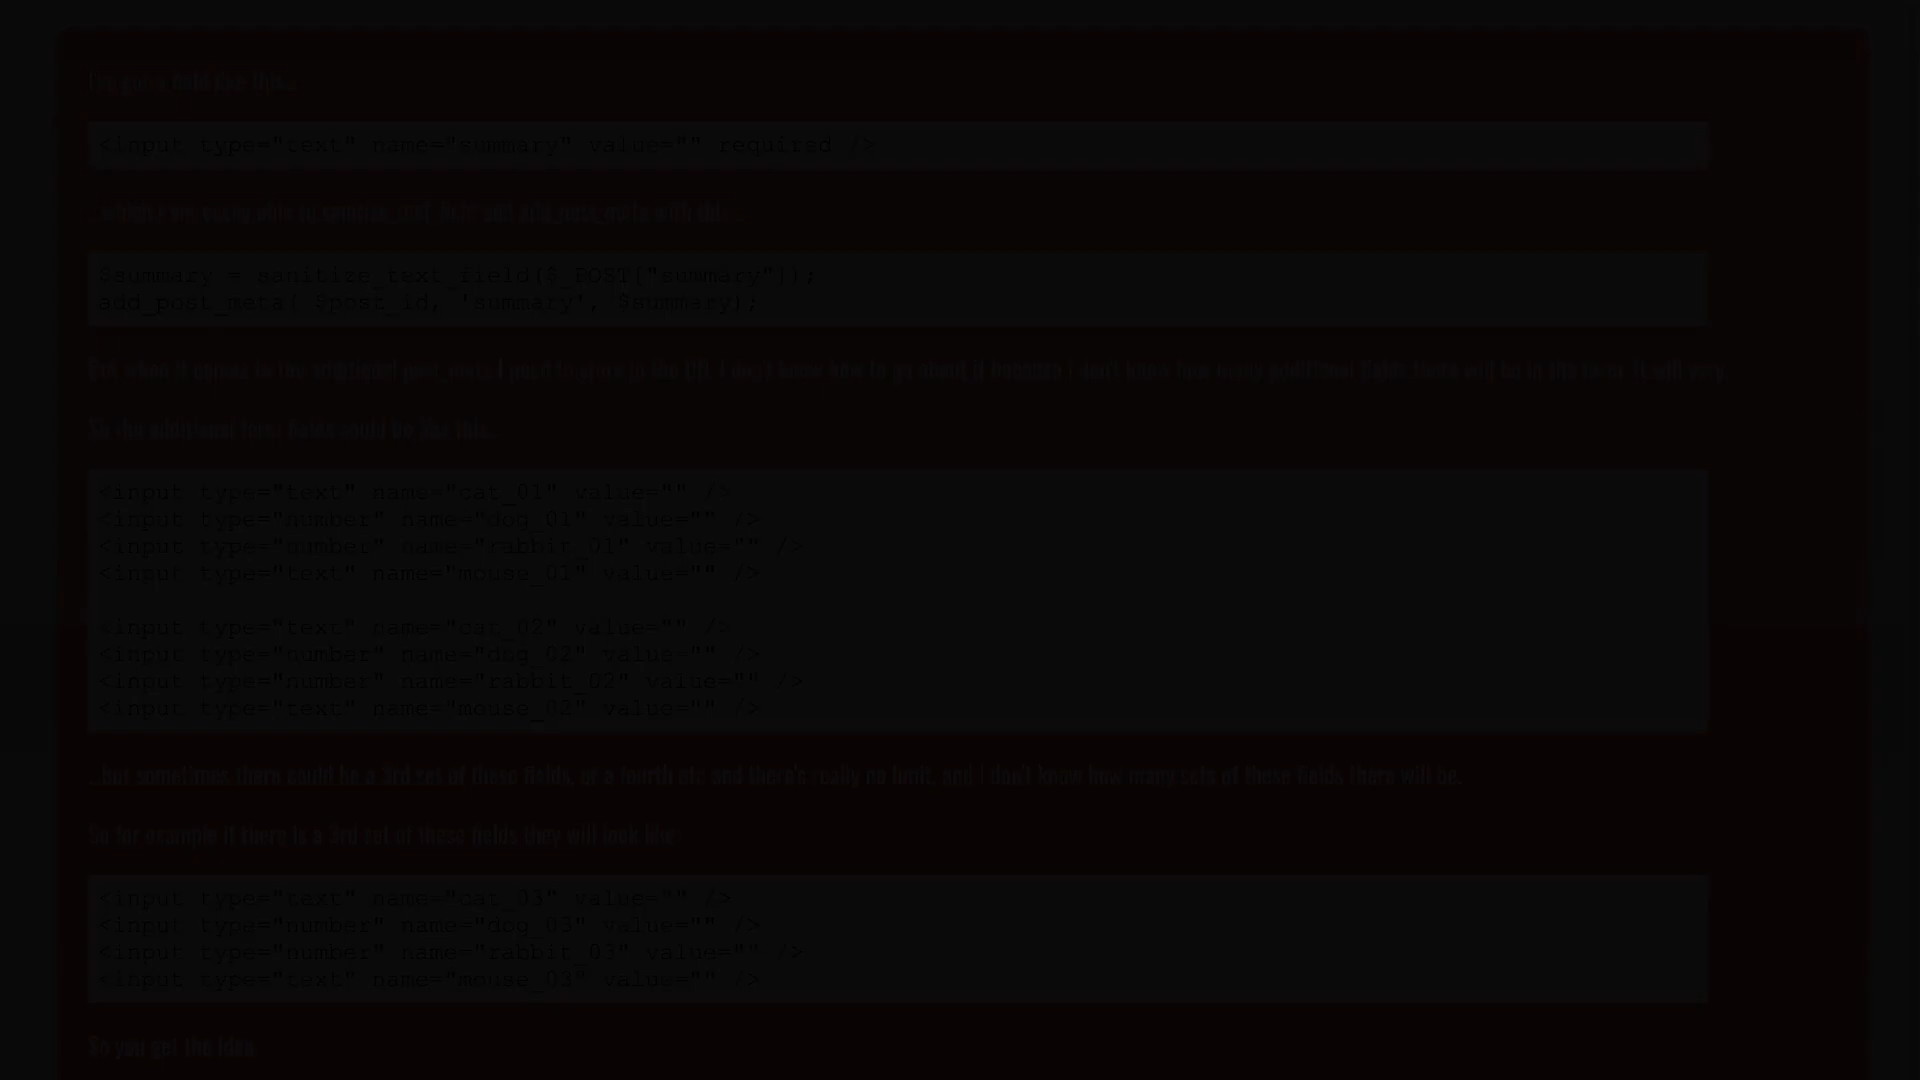 I've got a field like this:
<input type="text" name="summary" value="" required />
...which I am easily able to sanitize text field and add post meta with this...
$summary = sanitize_text_field($_POST["summary"]);
add_post_meta( $post_id, 'summary', $summary);
But when it comes to the additional post meta I need to store in the DB, I don't know how to go about it because I don't know how many additional fields there will be in the form. It will vary.
So the additional form fields could be like this:
<input type="text" name="cat_01" value="" />
<input type="number" name="dog_01" value="" />
<input type="number" name="rabbit_01" value="" />
<input type="text" name="mouse_01" value="" />
<input type="text" name="cat_02" value="" />
<input type="number" name="dog_02" value="" />
<input type="number" name="rabbit_02" value="" />
<input type="text" name="mouse_02" value="" />
...but sometimes there could be a 3rd set of these fields, or a fourth etc and there's really no limit, and I don't know how many sets of these fields there will be.
So for example if there is a 3rd set of these fields they will look like:
<input type="text" name="cat_03" value="" />
<input type="number" name="dog_03" value="" />
<input type="number" name="rabbit_03" value="" />
<input type="text" name="mouse_03" value="" />
So you get the idea.